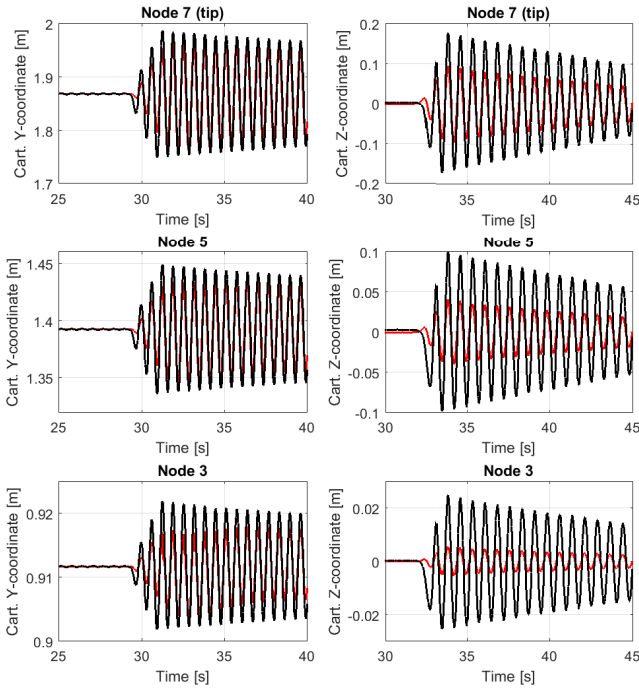 Node 7 (tip)
Cart. Y-coordinate [m]
2
1.9
1.8
1.7
25 30 35 40
Time [s]
Node 7 (tip)
Cart. Z-coordinate [m]
0.2
0.1
0
-0.1
-0.2
30 35 40 45
Time [s]
Node 5
Cart. Y-coordinate [m]
1.45
1.4
1.35
25 30 35 40
Time [s]
Node 5
Cart. Z-coordinate [m]
0.1
0.05
0
-0.05
-0.1
30 35 40 45
Time [s]
Node 3
Cart. Y-coordinate [m]
0.92
0.91
0.9
25 30 35 40
Time [s]
Node 3
Cart. Z-coordinate [m]
0.02
0
-0.02
30 35 40 45
Time [s]